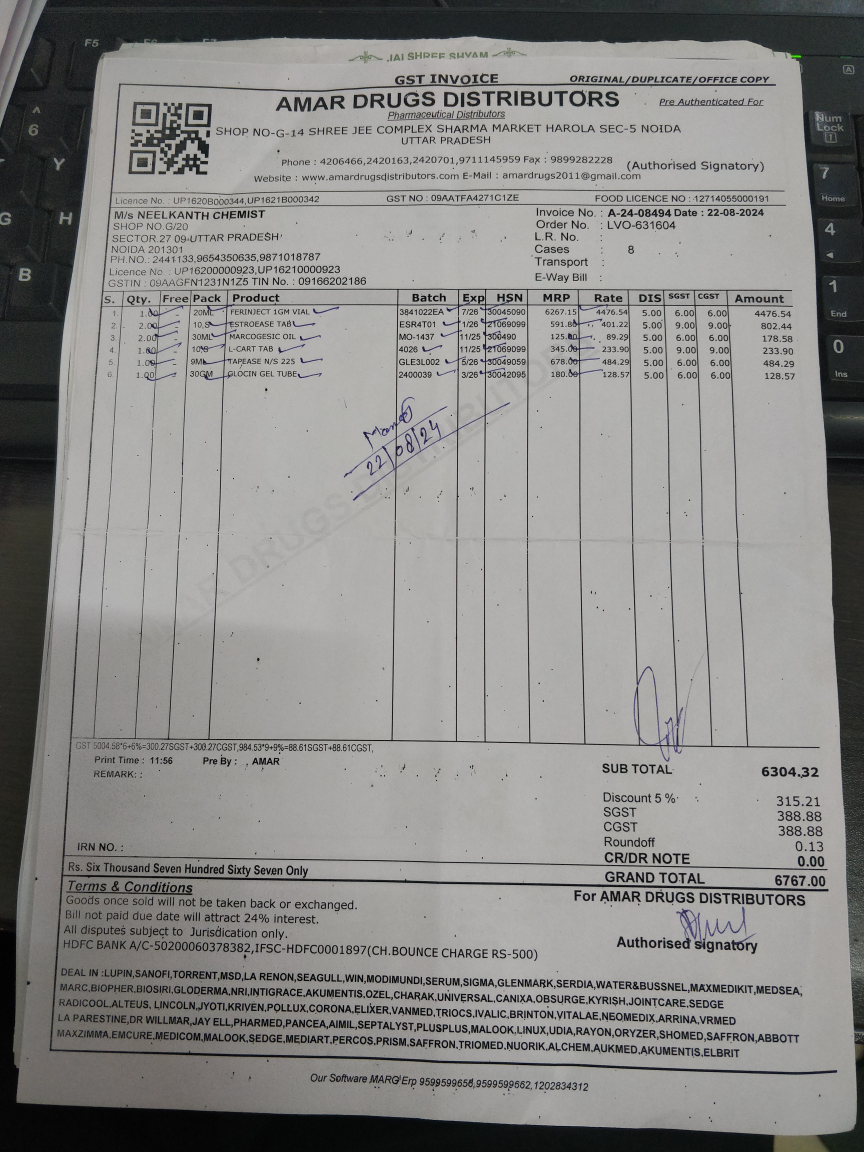 JAI SHREE SHYAM
GST INVOICE ORIGINAL/DUPLICATE/OFFICE COPY
AMAR DRUGS DISTRIBUTORS Pre Authenticated For
Pharmaceutical Distributors
SHOP NO-G-14 SHREE JEE COMPLEX SHARMA MARKET HAROLA SEC-5 NOIDA
UTTAR PRADESH
Phone : 4206466,2420163,2420701,9711145959 Fax : 9899282228 (Authorised Signatory)
Website : www.amardrugsdistributors.com E-Mail : amardrugs2011@gmail.com
Licence No. : UP1620B000344,UP1621B000342 GST NO : 09AATFA4271C1ZE FOOD LICENCE NO : 12714055000191
M/s NEELKANTH CHEMIST Invoice No. : A-24-08494 Date : 22-08-2024
SHOP NO.G/20 Order No. : LVO-631604
SECTOR.27 09-UTTAR PRADESH L.R. No. :
NOIDA 201301 Cases : 8
PH.NO.: 2441133,9654350635,9871018787 Transport :
Licence No : UP16200000923,UP16210000923
GSTIN : 09AAGFN1231N1Z5 TIN No. : 09166202186 E-Way Bill :
S. Qty. Free Pack Product Batch Exp HSN MRP Rate DIS SGST CGST Amount
1. 1.00 20ML FERINJECT 1GM VIAL 3841022EA 7/26 30045090 6267.15 4476.54 5.00 6.00 6.00 4476.54
2. 2.00 10,S ESTROEASE TAB ESR4T01 1/26 21069099 591.80 401.22 5.00 9.00 9.00 802.44
3. 2.00 30ML MARCOGESIC OIL MO-1437 11/25 300490 125.00 89.29 5.00 6.00 6.00 178.58
4. 1.00 10,S L-CART TAB 4026 11/25 21069099 345.00 233.90 5.00 9.00 9.00 233.90
5. 1.00 9ML TAPEASE N/S 225 GLE3L002 5/26 30049059 678.00 484.29 5.00 6.00 6.00 484.29
6. 1.00 30GM GLOCIN GEL TUBE 2400039 3/26 30042095 180.00 128.57 5.00 6.00 6.00 128.57
22/08/24
AMAR DRUGS DISTRIBUTORS
GST 5004.58*6+6%=300.27SGST+300.27CGST,984.53*9+9%=88.61SGST+88.61CGST,
Print Time : 11:56 Pre By : . AMAR SUB TOTAL 6304.32
REMARK: :
Discount 5 % 315.21
SGST 388.88
CGST 388.88
Roundoff 0.13
IRN NO. : CR/DR NOTE 0.00
Rs. Six Thousand Seven Hundred Sixty Seven Only GRAND TOTAL 6767.00
Terms & Conditions For AMAR DRUGS DISTRIBUTORS
Goods once sold will not be taken back or exchanged.
Bill not paid due date will attract 24% interest.
All disputes subject to Jurisdication only. Authorised signatory
HDFC BANK A/C-50200060378382,IFSC-HDFC0001897(CH.BOUNCE CHARGE RS-500)
DEAL IN :LUPIN,SANOFI,TORRENT,MSD,LA RENON,SEAGULL,WIN,MODIMUNDI,SERUM,SIGMA,GLENMARK,SERDIA,WATER&BUSSNEL,MAXMEDIKIT,MEDSEA,
MARC,BIOPHER,BIOSIRI,GLODERMA,NRI,INTIGRACE,AKUMENTIS,OZEL,CHARAK,UNIVERSAL,CANIXA,OBSURGE,KYRISH,JOINTCARE,SEDGE
RADICOOL,ALTEUS, LINCOLN,JYOTI,KRIVEN,POLLUX,CORONA,ELIXER,VANMED,TRIOCS,IVALIC,BRINTON,VITALAE,NEOMEDIX,ARRINA,VRMED
LA PARESTINE,DR WILLMAR,JAY ELL,PHARMED,PANCEA,AIMIL,SEPTALYST,PLUSPLUS,MALOOK,LINUX,UDIA,RAYON,ORYZER,SHOMED,SAFFRON,ABBOTT
MAXZIMMA,EMCURE,MEDICOM,MALOOK,SEDGE,MEDIART,PERCOS,PRISM,SAFFRON,TRIOMED,NUORIK,ALCHEM,AUKMED,AKUMENTIS,ELBRIT
Our Software MARG Erp 9599599656,9599599662,1202834312
F5
6
Y
G
H
B
Num Lock
7 Home
4
1 End
0 Ins
A